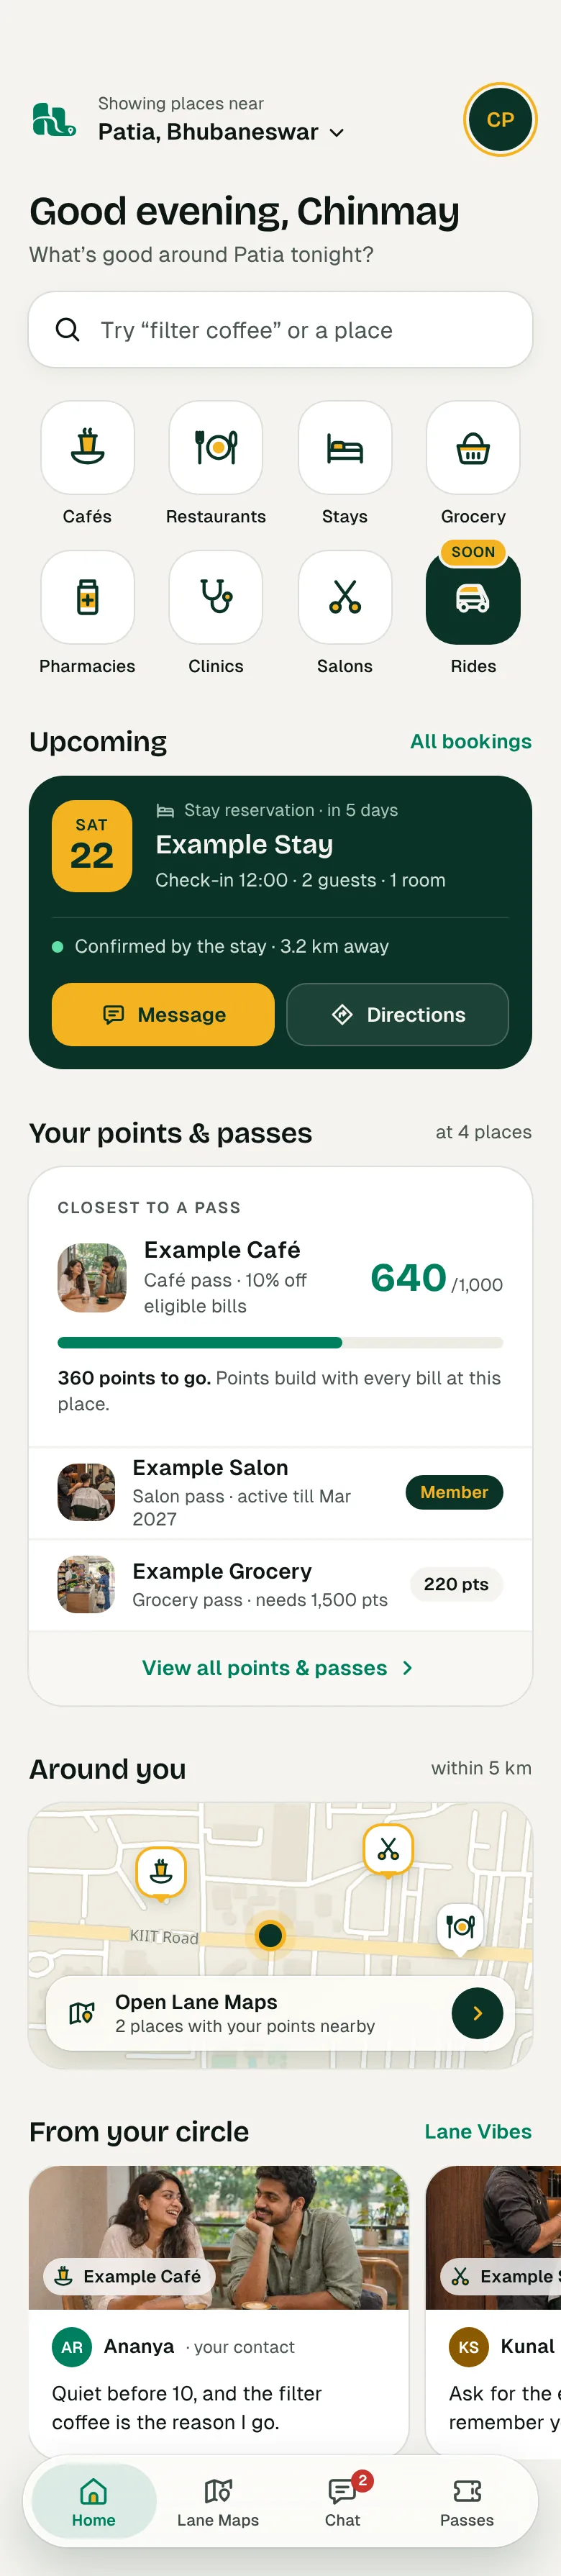 Showing places near
Patia, Bhubaneswar
CP
Good evening, Chinmay
What's good around Patia tonight?
Try “filter coffee” or a place
Cafés
Restaurants
Stays
Grocery
SOON
Pharmacies
Clinics
Salons
Rides
Upcoming
All bookings
SAT
22
Stay reservation · in 5 days
Example Stay
Check-in 12:00 · 2 guests · 1 room
Confirmed by the stay · 3.2 km away
Message
Directions
Your points & passes
at 4 places
CLOSEST TO A PASS
Example Café
Café pass · 10% off
eligible bills
640 /1,000
360 points to go. Points build with every bill at this
place.
Example Salon
Salon pass · active till Mar
2027
Member
Example Grocery
Grocery pass · needs 1,500 pts
220 pts
View all points & passes
Around you
within 5 km
KIIT Road
Open Lane Maps
2 places with your points nearby
From your circle
Lane Vibes
Example Café
Example
AR
Ananya · your contact
KS
Kunal
Quiet before 10, and the filter
coffee is the reason I go.
Ask for the
remember
Home
Lane Maps
2
Chat
Passes